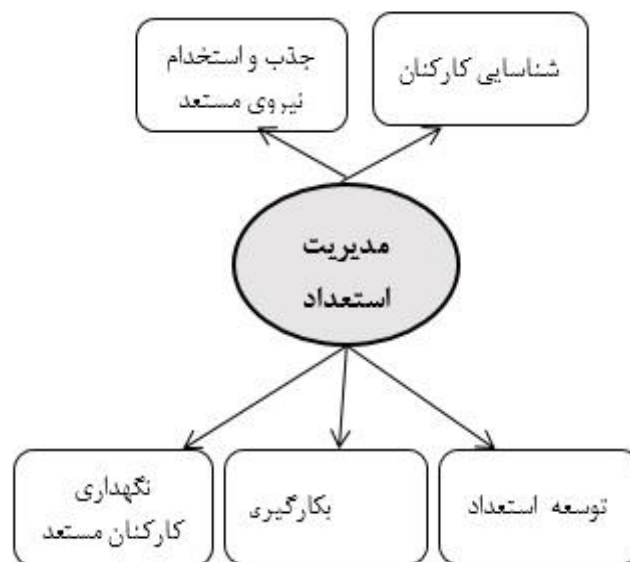 شناسایی کارکنان
جذب و استخدام
نیروی مستعد
مدیریت
استعداد
توسعه استعداد
بکارگیری
نگهداری
کارکنان مستعد